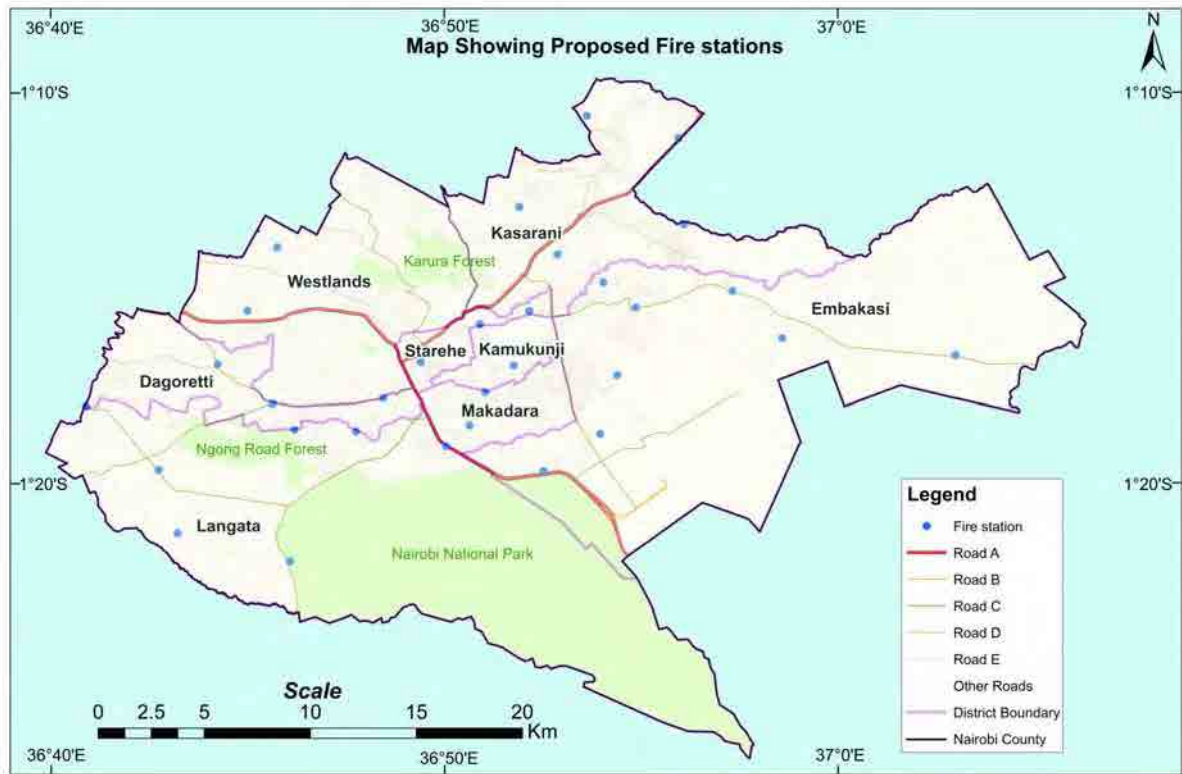 36°40'E
36°50'E
37°0'E
Map Showing Proposed Fire stations
N
1°10'S
1°10'S
Kasarani
Karura Forest
Westlands
Embakasi
Starehe
Kamukunji
Dagoretti
Makadara
Ngong Road Forest
1°20'S
1°20'S
Langata
Nairobi National Park
Legend
Fire station
Road A
Road B
Road C
Road D
Road E
Other Roads
District Boundary
Nairobi County
Scale
0 2.5 5 10 15 20
Km
36°40'E
36°50'E
37°0'E